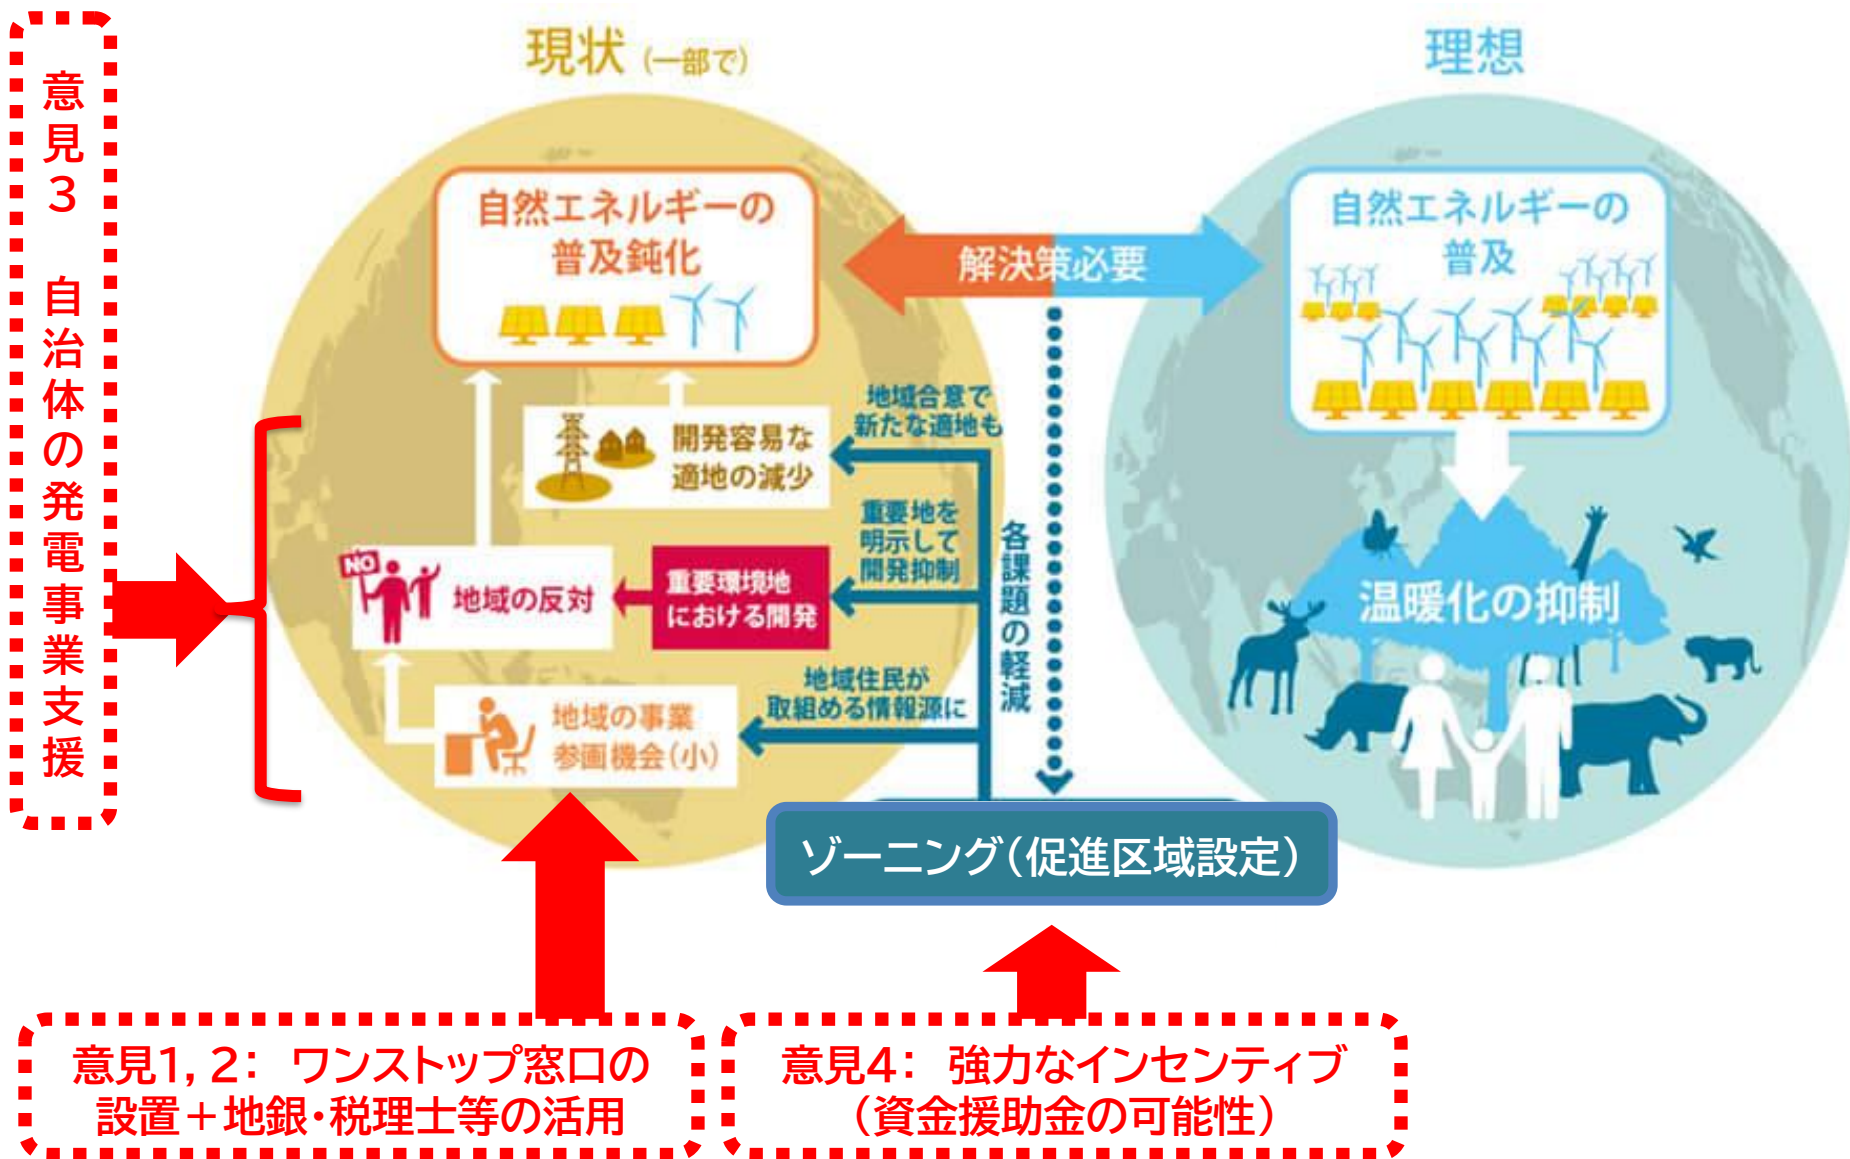 意見3 自治体の発電事業支援
現状 (一部で)
理想
自然エネルギーの
普及鈍化
解決策必要
自然エネルギーの
普及
開発容易な
適地の減少
地域合意で
新たな適地も
NO
地域の反対
重要環境地
における開発
重要地を
明示して
開発抑制
各課題の軽減
地域の事業
参画機会(小)
地域住民が
取組める情報源に
温暖化の抑制
ゾーニング(促進区域設定)
意見1,2: ワンストップ窓口の
設置+地銀・税理士等の活用
意見4: 強力なインセンティブ
(資金援助金の可能性)